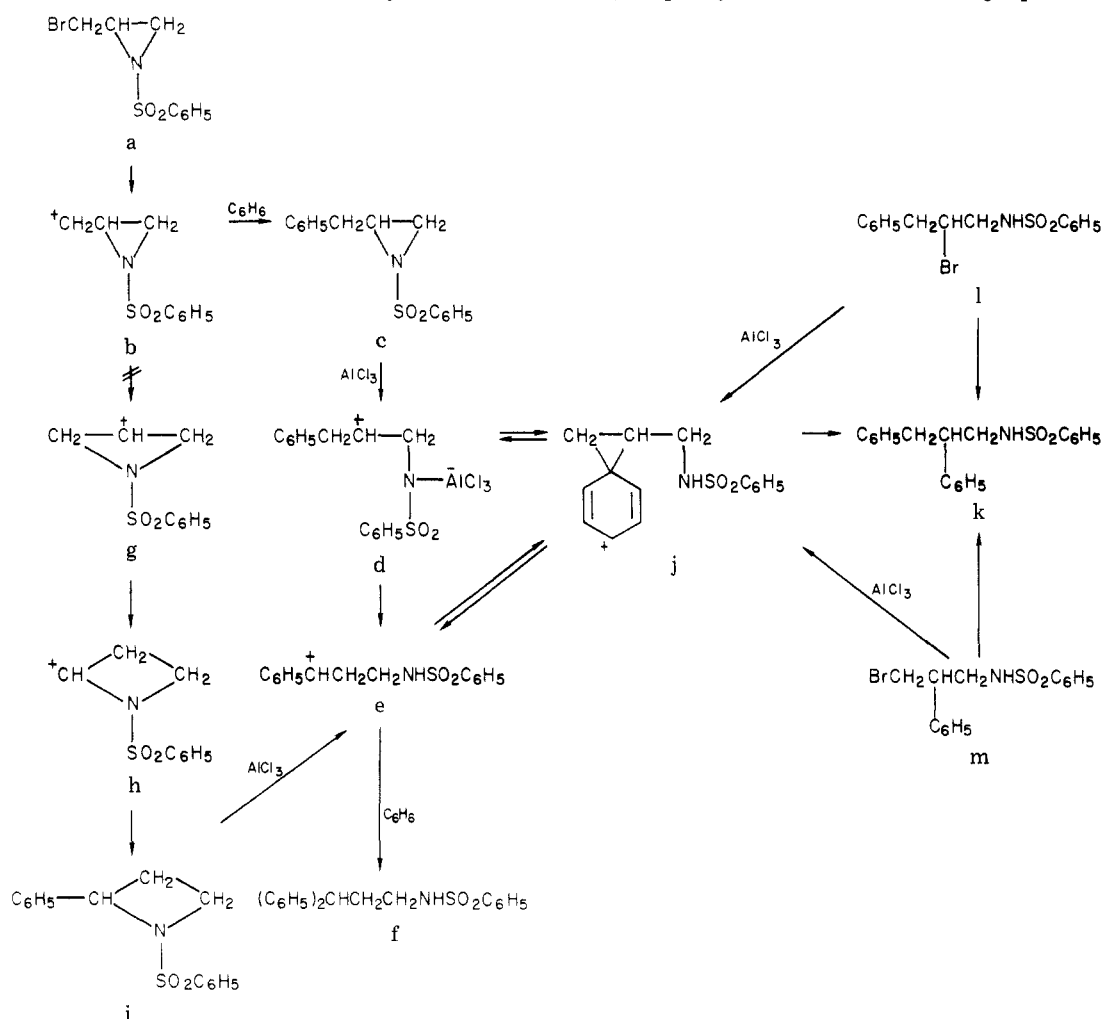 BrCH₂CH—CH₂
N
SO₂C₆H₅
a
⁺CH₂CH—CH₂
N
SO₂C₆H₅
b
C₆H₆
C₆H₅CH₂CH—CH₂
N
SO₂C₆H₅
c
AlCl₃
C₆H₅CH₂CHCH₂NHSO₂C₆H₅
Br
l
AlCl₃
CH₂—CH—CH₂
+
N
SO₂C₆H₅
g
C₆H₅CH₂CH—CH₂
+
N—AlCl₃
-
C₆H₅SO₂
d
CH₂—CH—CH₂
NHSO₂C₆H₅
+
j
C₆H₅CH₂CHCH₂NHSO₂C₆H₅
C₆H₅
k
AlCl₃
CH₂
⁺CH
CH₂
N
SO₂C₆H₅
h
C₆H₅CHCH₂CH₂NHSO₂C₆H₅
+
e
BrCH₂CHCH₂NHSO₂C₆H₅
C₆H₅
m
AlCl₃
C₆H₆
CH₂
C₆H₅—CH
CH₂
N
SO₂C₆H₅
i
(C₆H₅)₂CHCH₂CH₂NHSO₂C₆H₅
f